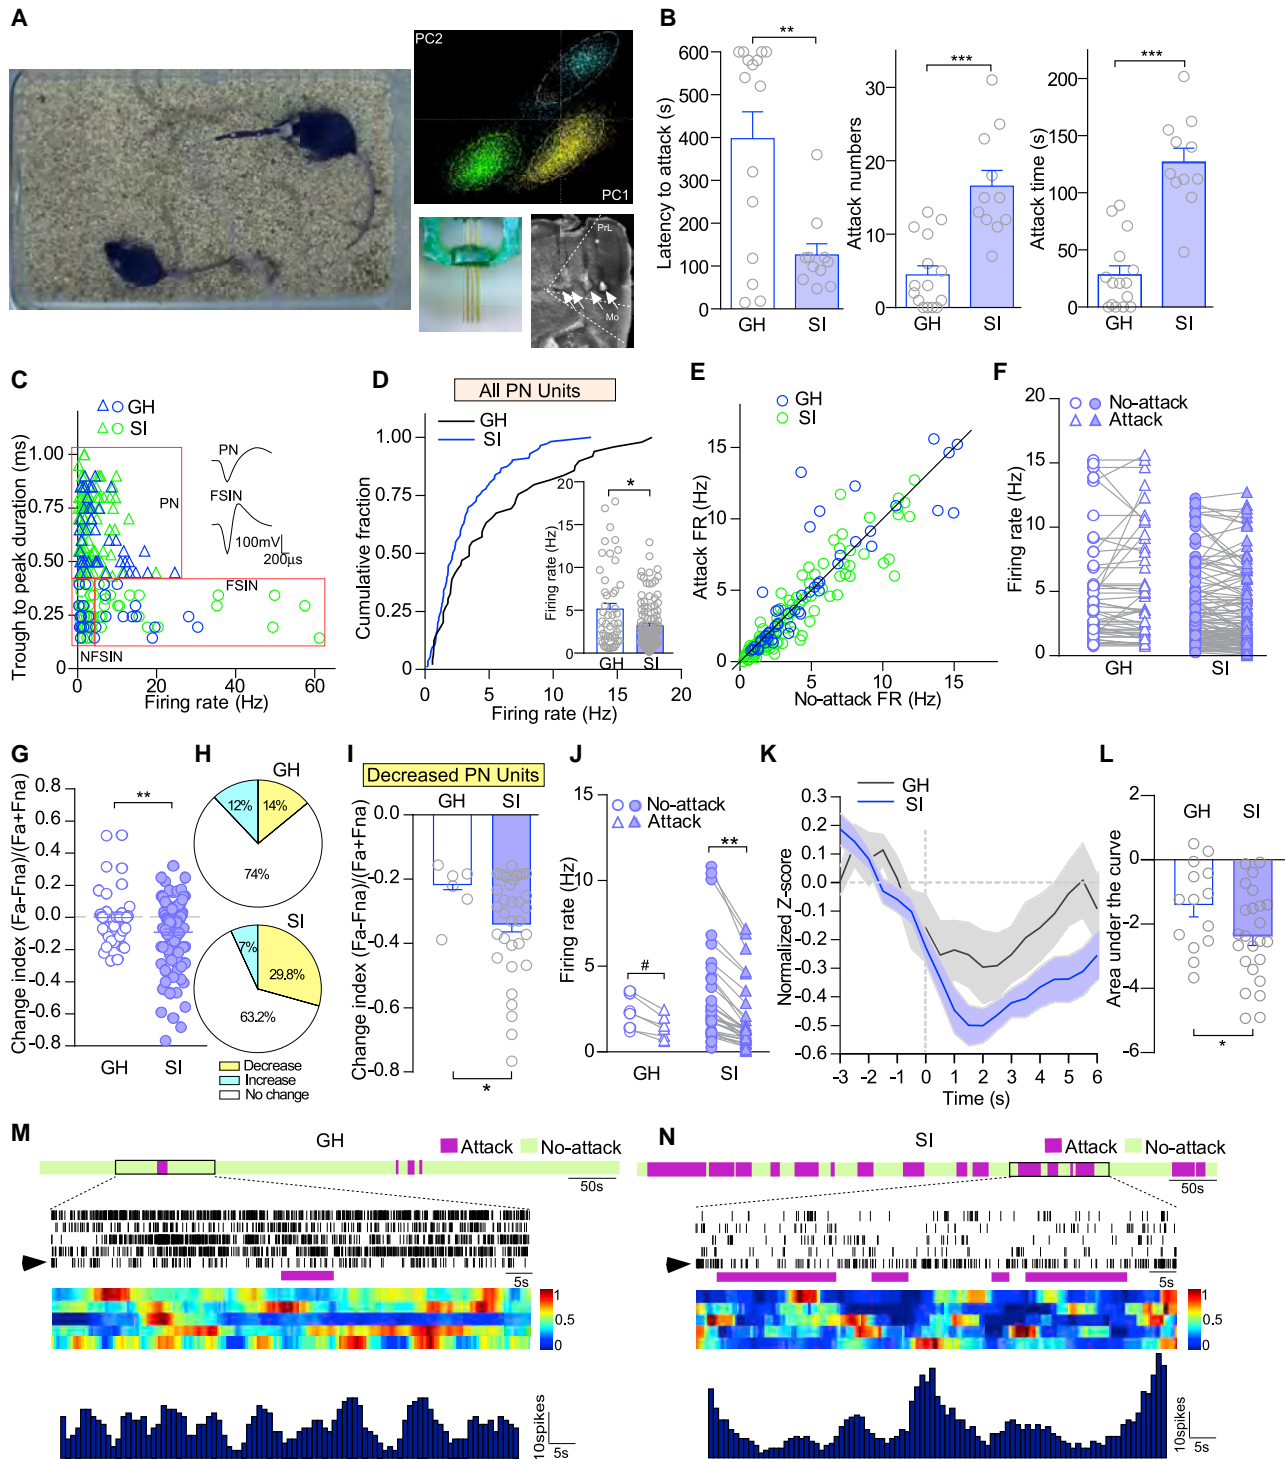 A
PC2
PC1
PrL
Mo
B
**
Latency to attack (s)
600
500
400
300
200
100
0
GH
SI
***
Attack numbers
30
20
10
0
GH
SI
***
Attack time (s)
200
150
100
50
0
GH
SI
C
GH
SI
Trough to peak duration (ms)
1.00
0.75
0.50
0.25
0
PN
FSIN
PN
100mV
200μs
FSIN
NFSIN
0
20
40
60
Firing rate (Hz)
D
All PN Units
GH
SI
Cumulative fraction
1.00
0.75
0.50
0.25
0
0
5
10
15
20
Firing rate (Hz)
*
Firing rate (Hz)
20
15
10
5
0
GH
SI
E
GH
SI
Attack FR (Hz)
15
10
5
0
0
5
10
15
No-attack FR (Hz)
F
No-attack
Attack
Firing rate (Hz)
20
15
10
5
0
GH
SI
G
**
Change index (Fa-Fna)/(Fa+Fna)
0.8
0.6
0.4
0.2
0.0
-0.2
-0.4
-0.6
-0.8
GH
SI
H
GH
12%
14%
74%
SI
7%
29,8%
63.2%
Decrease
Increase
No change
I
Decreased PN Units
GH
SI
Change index (Fa-Fna)/(Fa+Fna)
-0.0
-0.2
-0.4
-0.6
-0.8
*
J
No-attack
Attack
Firing rate (Hz)
15
10
5
0
#
**
GH
SI
K
GH
SI
Normalized Z-score
0.3
0.2
0.1
-0.0
-0.1
-0.2
-0.3
-0.4
-0.5
-0.6
-3
-2
-1
0
1
2
3
4
5
6
Time (s)
L
GH
SI
Area under the curve
2
0
-2
-4
-6
*
M
GH
Attack
No-attack
50s
5s
1
0.5
0
10spikes
5s
N
SI
Attack
No-attack
50s
5s
1
0.5
0
10spikes
5s